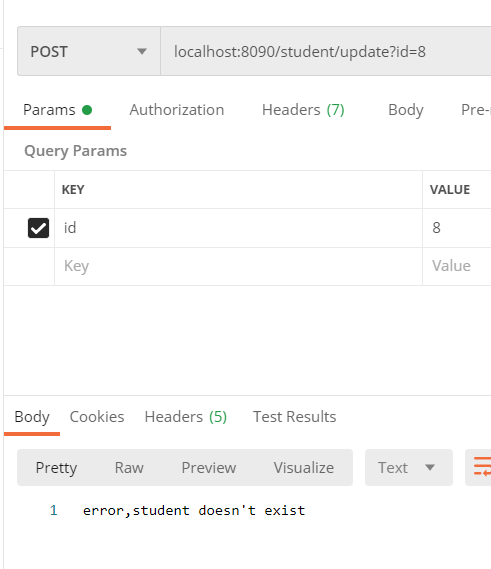 POST localhost:8090/student/update?id=8
Params Authorization Headers (7) Body Pre-
Query Params
KEY VALUE
id 8
Key Value
Body Cookies Headers (5) Test Results
Pretty Raw Preview Visualize Text
1 error,student doesn't exist